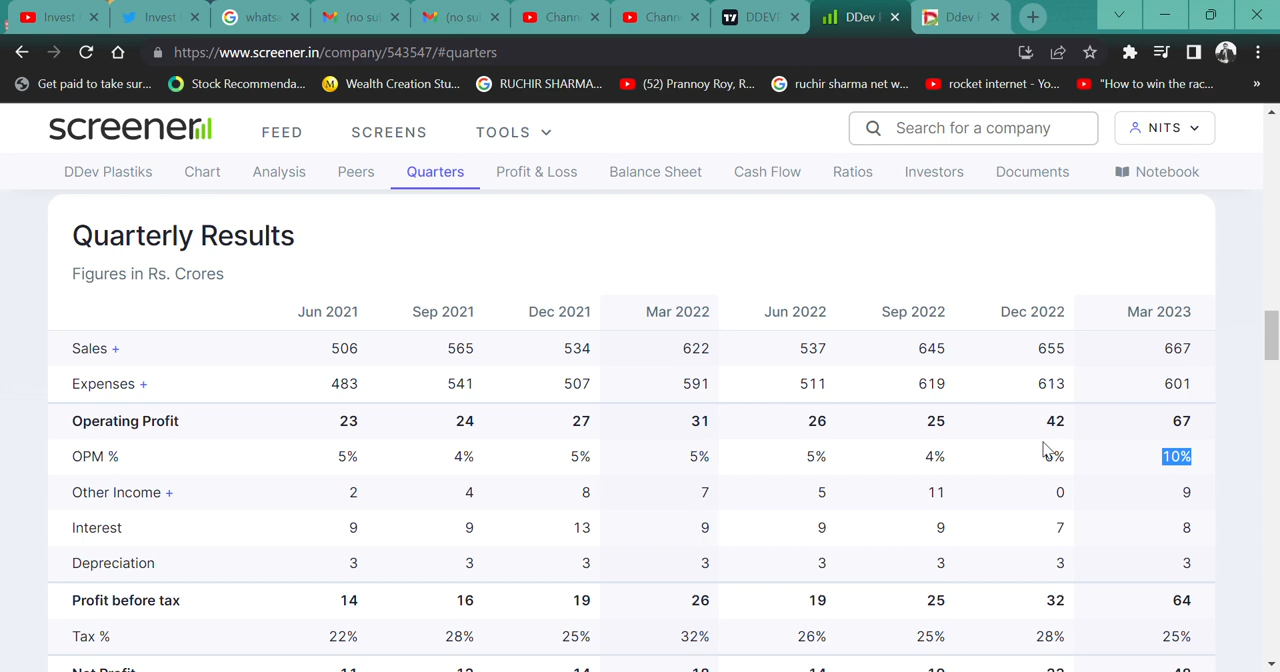 Invest Invest whats (no su (no su Chann Chann DDEV DDev Ddev
https://www.screener.in/company/543547/#quarters
Get paid to take sur... Stock Recommenda... Wealth Creation Stu... RUCHIR SHARMA... (52) Prannoy Roy, R... ruchir sharma net w... rocket internet - Yo... "How to win the rac... »
screener FEED SCREENS TOOLS Search for a company NITS
DDev Plastiks Chart Analysis Peers Quarters Profit & Loss Balance Sheet Cash Flow Ratios Investors Documents Notebook
Quarterly Results
Figures in Rs. Crores
Jun 2021 Sep 2021 Dec 2021 Mar 2022 Jun 2022 Sep 2022 Dec 2022 Mar 2023
Sales + 506 565 534 622 537 645 655 667
Expenses + 483 541 507 591 511 619 613 601
Operating Profit 23 24 27 31 26 25 42 67
OPM % 5% 4% 5% 5% 5% 4% 10%
Other Income + 2 4 8 7 5 11 0 9
Interest 9 9 13 9 9 9 7 8
Depreciation 3 3 3 3 3 3 3 3
Profit before tax 14 16 19 26 19 25 32 64
Tax % 22% 28% 25% 32% 26% 25% 28% 25%